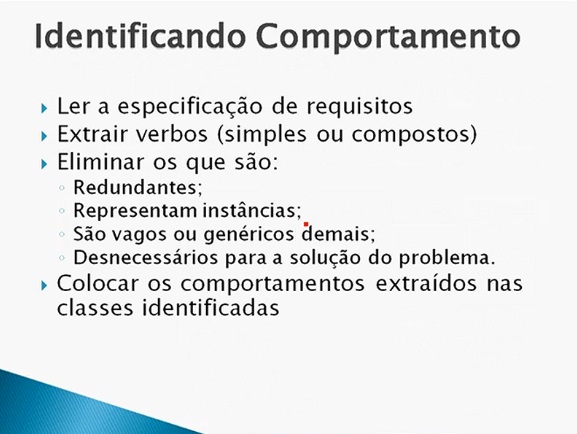 Identificando Comportamento
Ler a especificação de requisitos
Extrair verbos (simples ou compostos)
Eliminar os que são:
Redundantes;
Representam instâncias;
São vagos ou genéricos demais;
Desnecessários para a solução do problema.
Colocar os comportamentos extraídos nas
classes identificadas